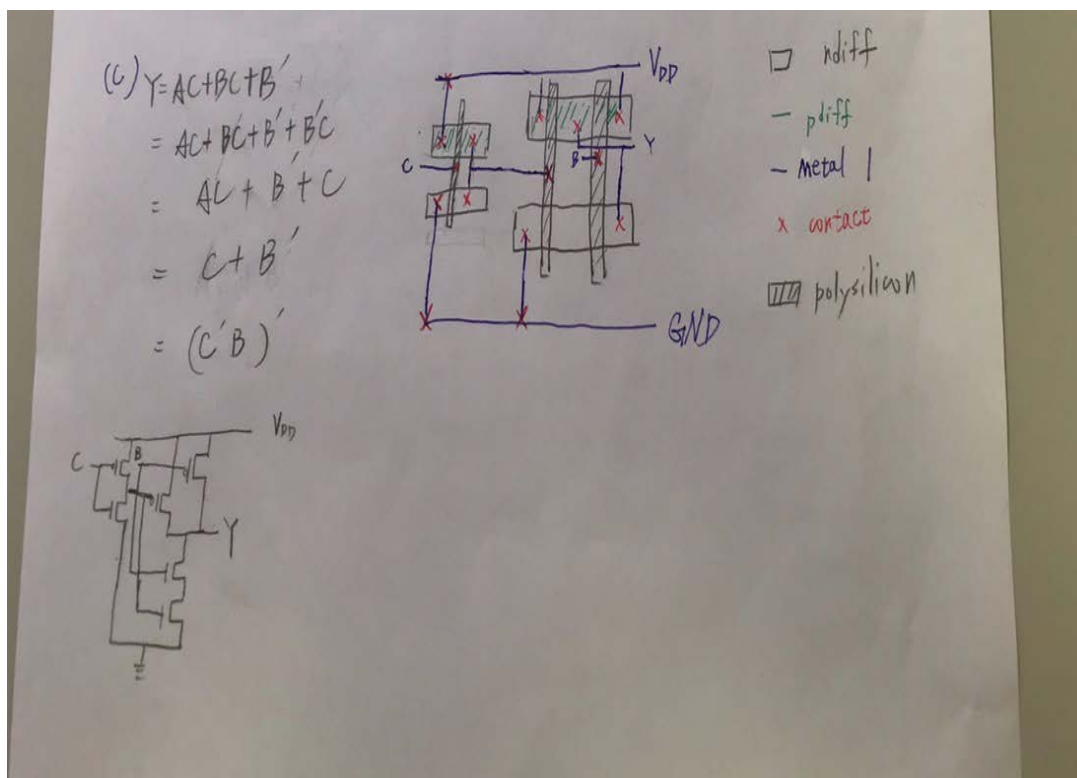 (C) Y=AC+BC+B'
= AC+BC+B'+B'C
= AC+B'+C
= C+B'
= (C'B)'
VDD
C
B
Y
GND
ndiff
- pdiff
- Metal 1
x contact
polysilicon
VDD
C
B
Y